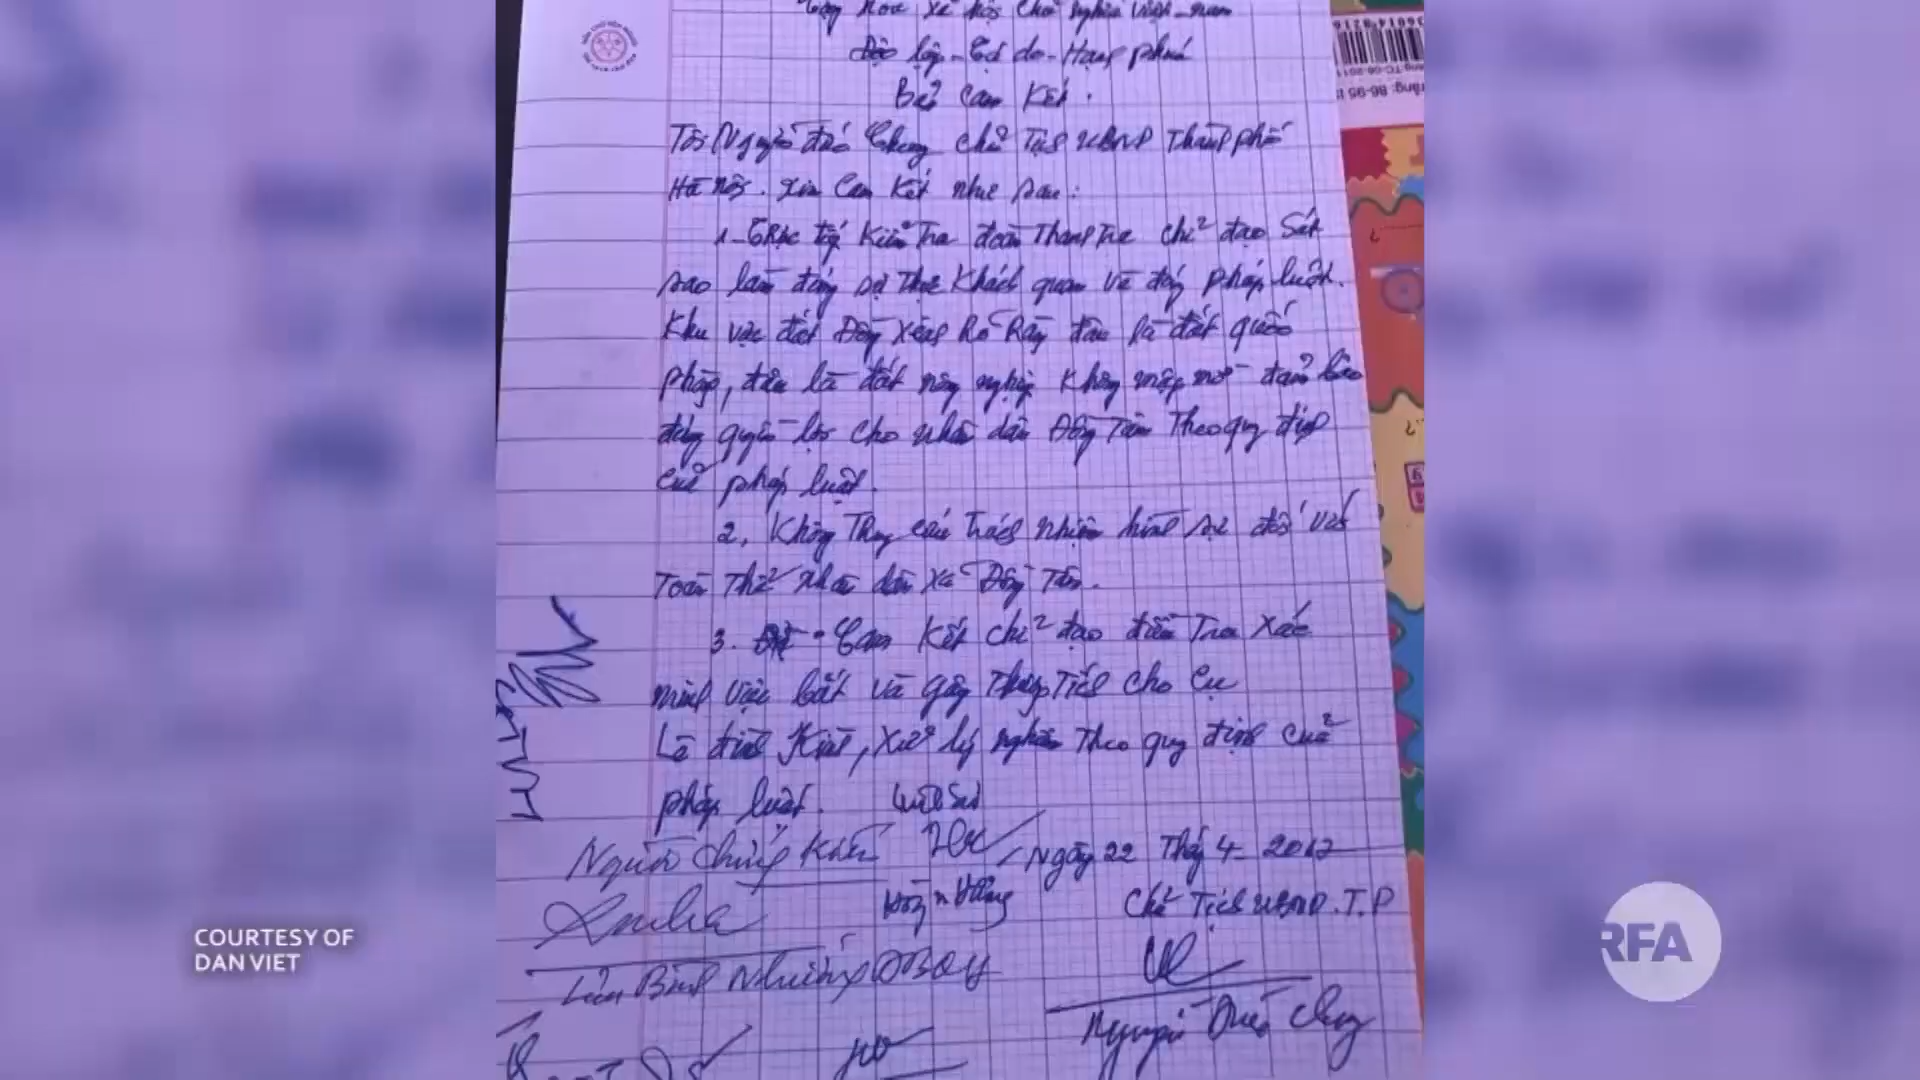 Cộng hoà xã hội chủ nghĩa Việt-nam
Độc lập - Tự do - Hạnh phúc
Bản cam kết.
Tôi Nguyễn Đức Chung chủ tịch UBND Thành phố
Hà nội. xin cam kết như sau:
1- Trực tiếp kiểm tra đoàn Thanh tra chỉ đạo sát
sao làm đúng sự thật khách quan và đúng pháp luật.
Khu vực đất Đồng Xênh Rõ Ràng đâu là đất quốc
phòng, đâu là đất nông nghiệp không mập mờ đảm bảo
đúng quyền lợi cho nhân dân Đồng Tâm Theo quy định
của pháp luật.
2, Không Truy cứu trách nhiệm hình sự đối với
Toàn Thể nhân dân xã Đồng Tâm.
3. Cam kết chỉ đạo điều tra xác
minh việc bắt và gây Thương Tích cho Cụ
Lê đình Kình, xử lý nghiêm Theo quy định của
pháp luật. Luật sư
Người chứng kiến
Ngày 22 Tháng 4 - 2017
Chủ Tịch UBND.T.P
Lưu Bình Nhưỡng ĐBQH
Nguyễn Đức Chung
COURTESY OF
DAN VIET
RFA